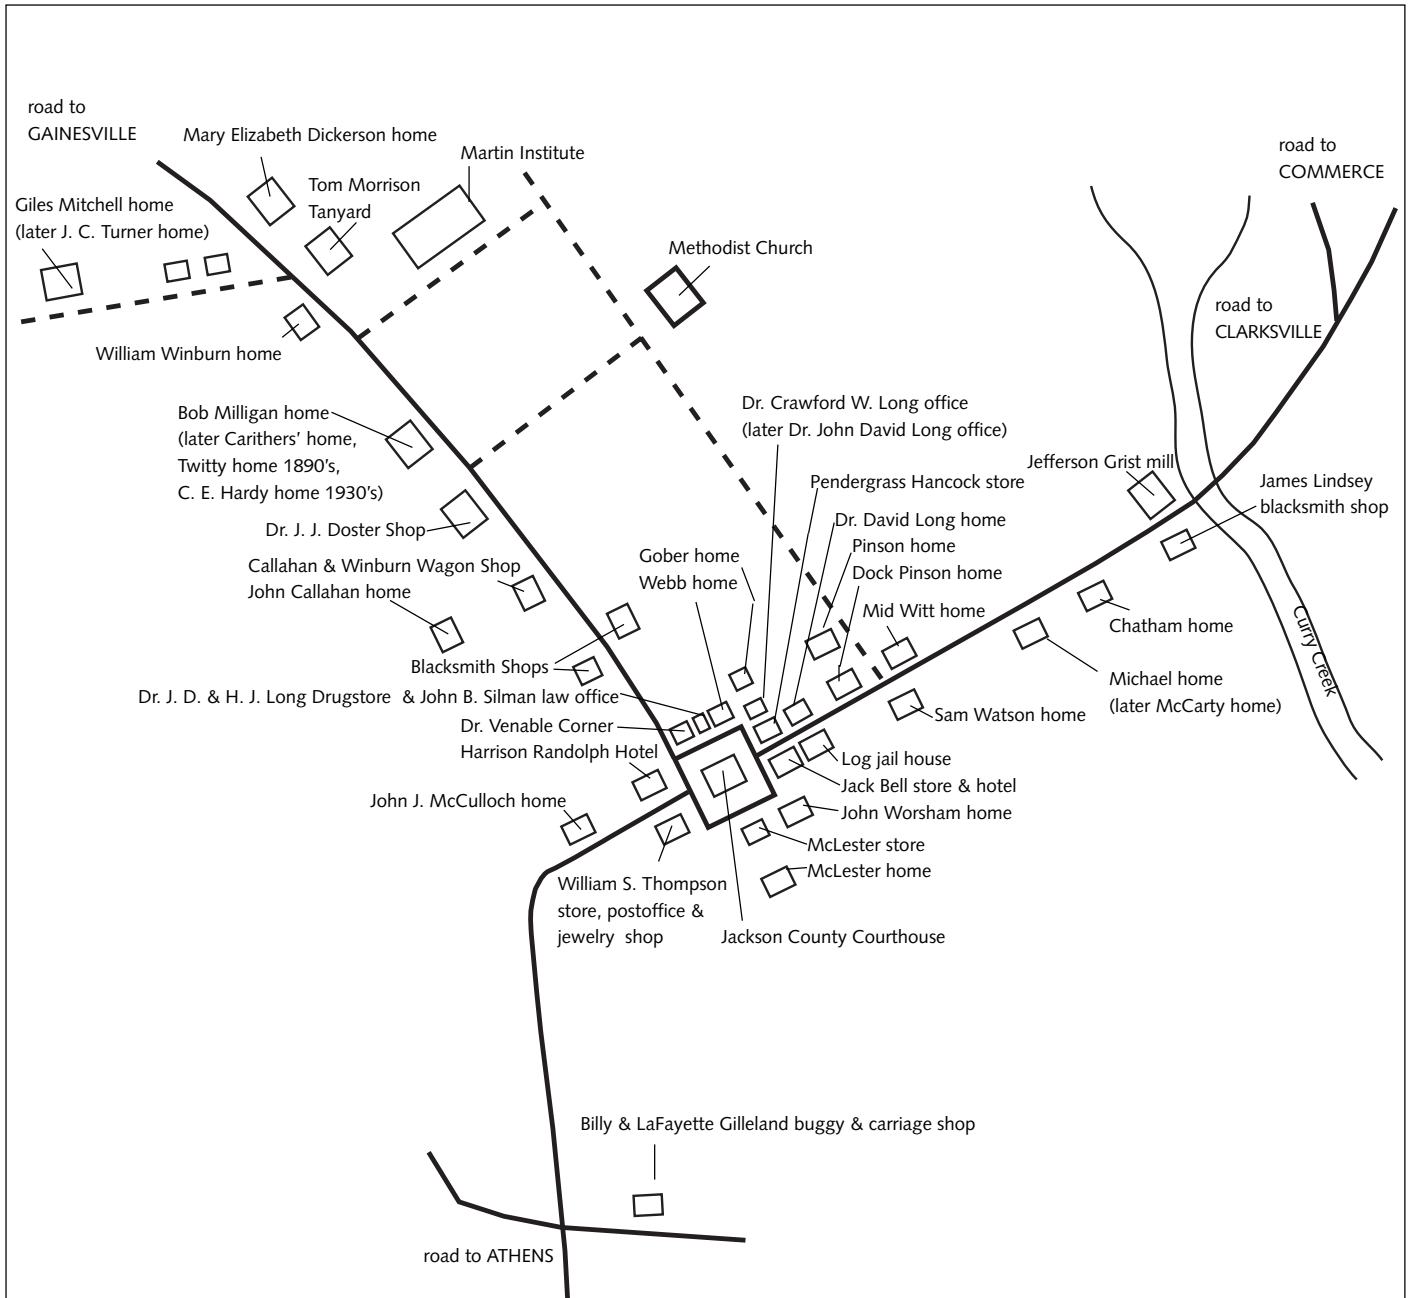 road to
GAINESVILLE
Mary Elizabeth Dickerson home
Martin Institute
road to
COMMERCE
Tom Morrison
Tanyard
Giles Mitchell home
(later J. C. Turner home)
Methodist Church
road to
CLARKSVILLE
William Winburn home
Bob Milligan home
(later Carithers' home,
Twitty home 1890's,
C. E. Hardy home 1930's)
Dr. Crawford W. Long office
(later Dr. John David Long office)
Jefferson Grist mill
Pendergrass Hancock store
James Lindsey
blacksmith shop
Dr. J. J. Doster Shop
Dr. David Long home
Pinson home
Dock Pinson home
Gober home
Webb home
Callahan & Winburn Wagon Shop
John Callahan home
Mid Witt home
Chatham home
Curry Creek
Blacksmith Shops
Michael home
(later McCarty home)
Dr. J. D. & H. J. Long Drugstore & John B. Silman law office
Sam Watson home
Dr. Venable Corner
Harrison Randolph Hotel
Log jail house
Jack Bell store & hotel
John J. McCulloch home
John Worsham home
McLester store
McLester home
William S. Thompson
store, postoffice &
jewelry shop
Jackson County Courthouse
Billy & LaFayette Gilleland buggy & carriage shop
road to ATHENS